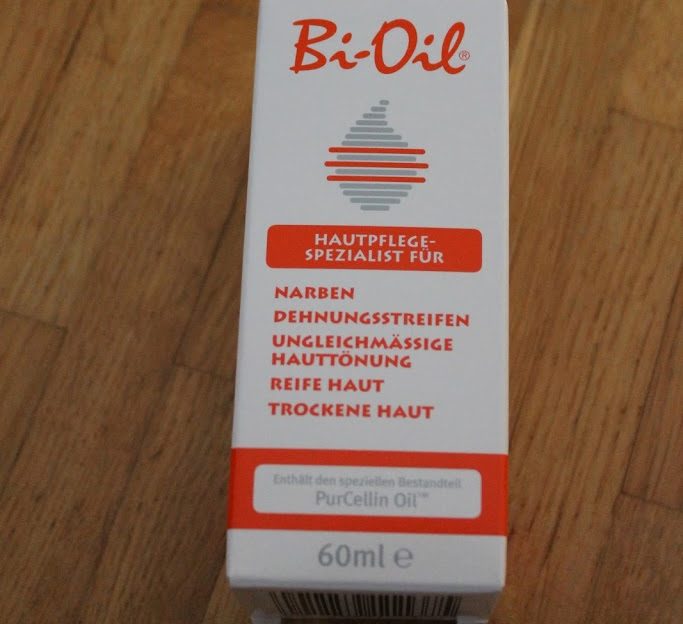 Bi-Oil®
HAUTPFLEGE-
SPEZIALIST FÜR
NARBEN
DEHNUNGSSTREIFEN
UNGLEICHMÄSSIGE
HAUTTÖNUNG
REIFE HAUT
TROCKENE HAUT
Enthält den speziellen Bestandteil
PurCellin Oil™
60ml ℮